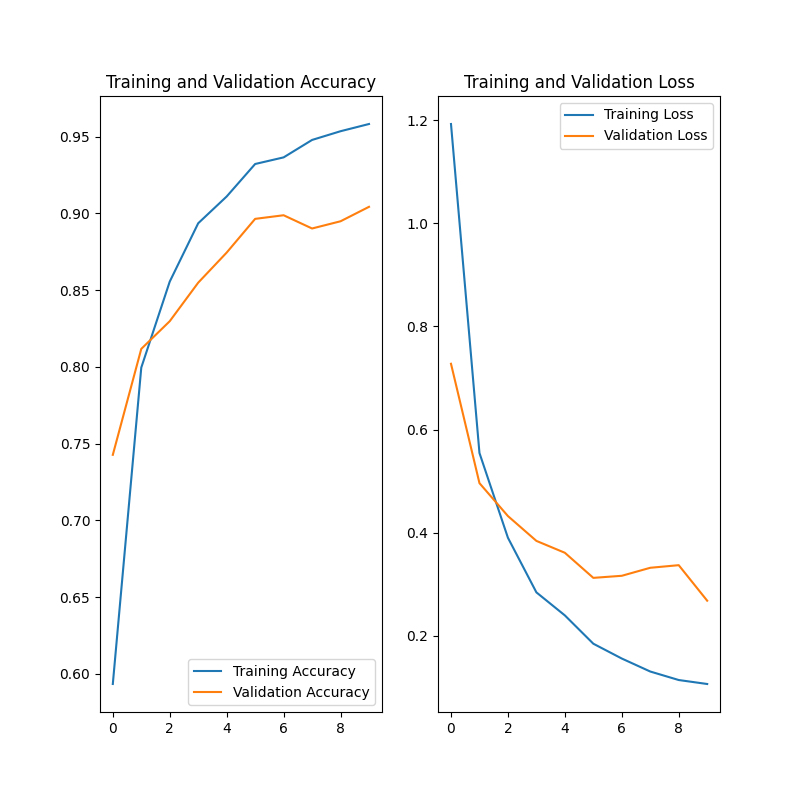 Training and Validation Accuracy
0.95
0.90
0.85
0.80
0.75
0.70
0.65
0.60
Training Accuracy
Validation Accuracy
0 2 4 6 8
Training and Validation Loss
Training Loss
Validation Loss
1.2
1.0
0.8
0.6
0.4
0.2
0 2 4 6 8